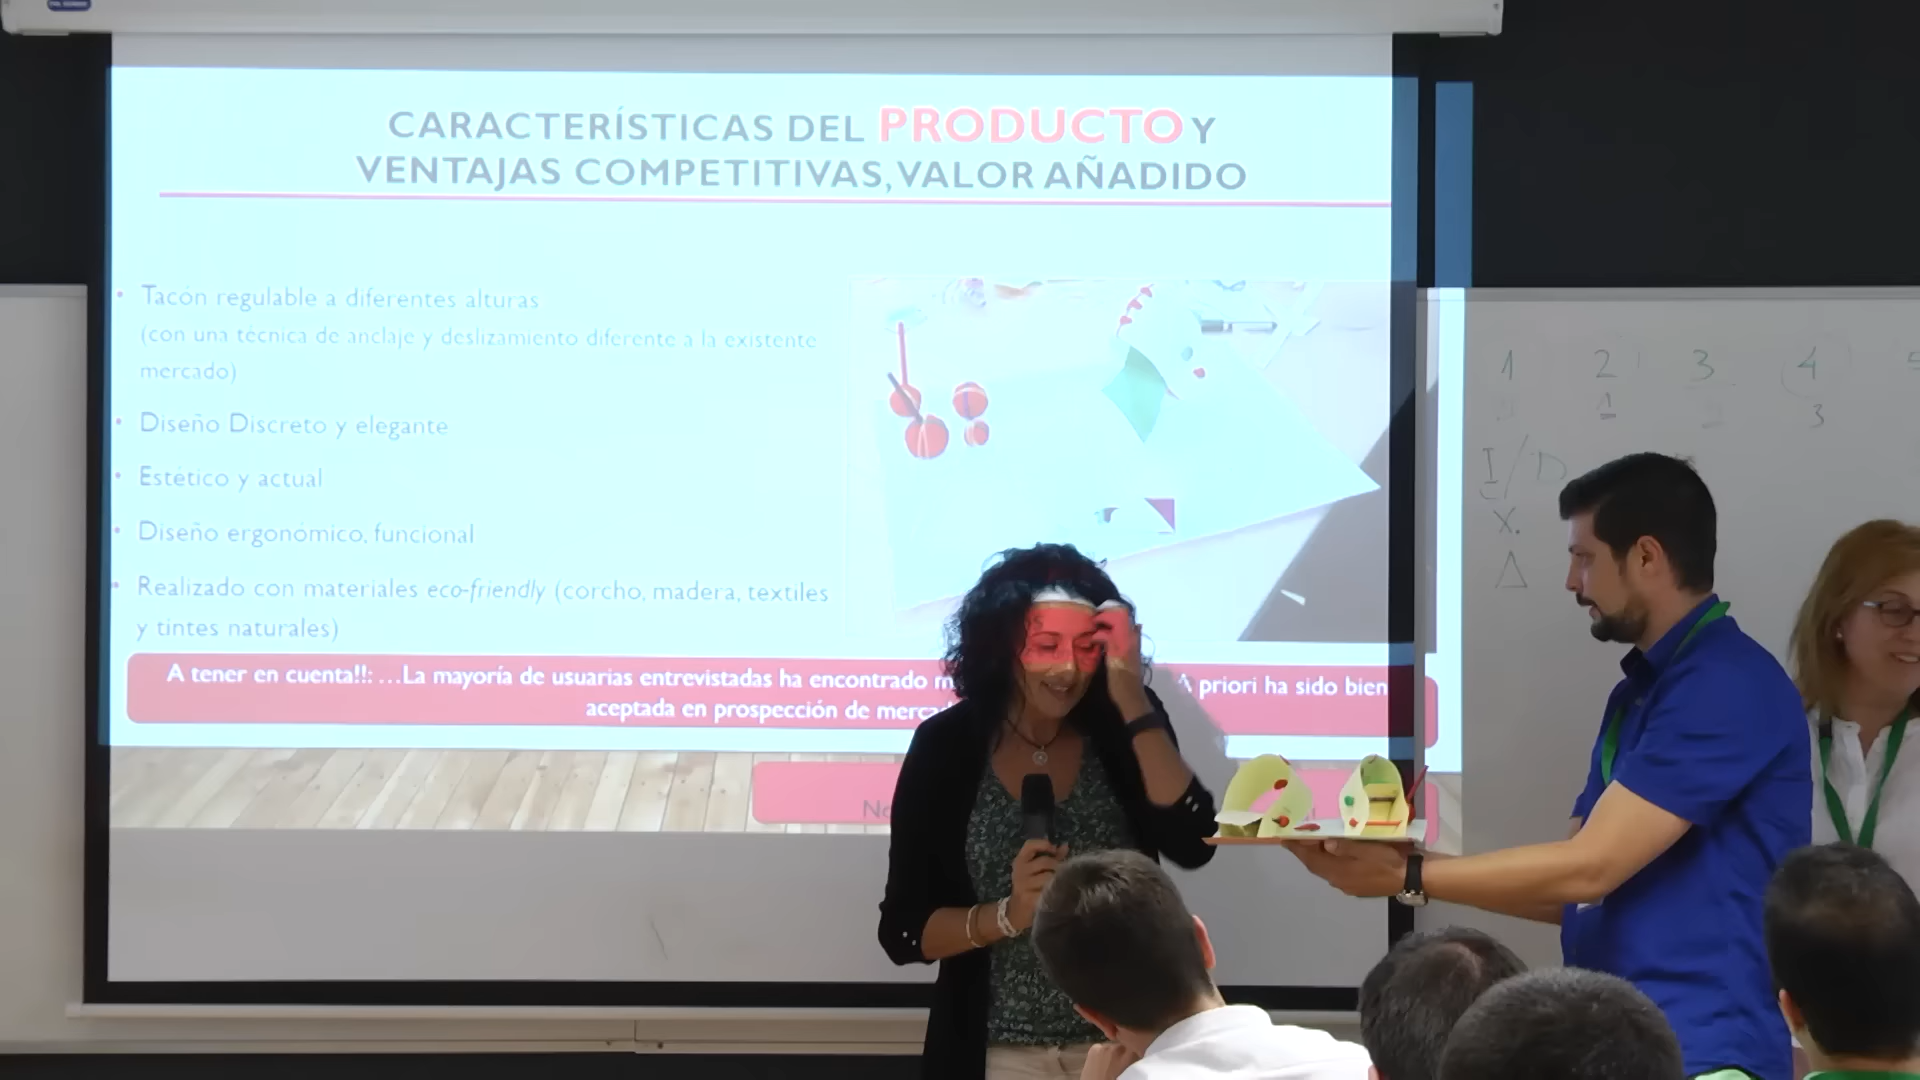 CARACTERÍSTICAS DEL PRODUCTO Y
VENTAJAS COMPETITIVAS, VALOR AÑADIDO
• Tacón regulable a diferentes alturas
(con una técnica de anclaje y deslizamiento diferente a la existente
mercado)
• Diseño Discreto y elegante
• Estético y actual
• Diseño ergonómico, funcional
• Realizado con materiales eco-friendly (corcho, madera, textiles
y tintes naturales)
A tener en cuenta!!: ...La mayoría de usuarias entrevistadas ha encontrado A priori ha sido bien
aceptada en prospección de
1 2 3 4
1 3
I/D
X.
Δ